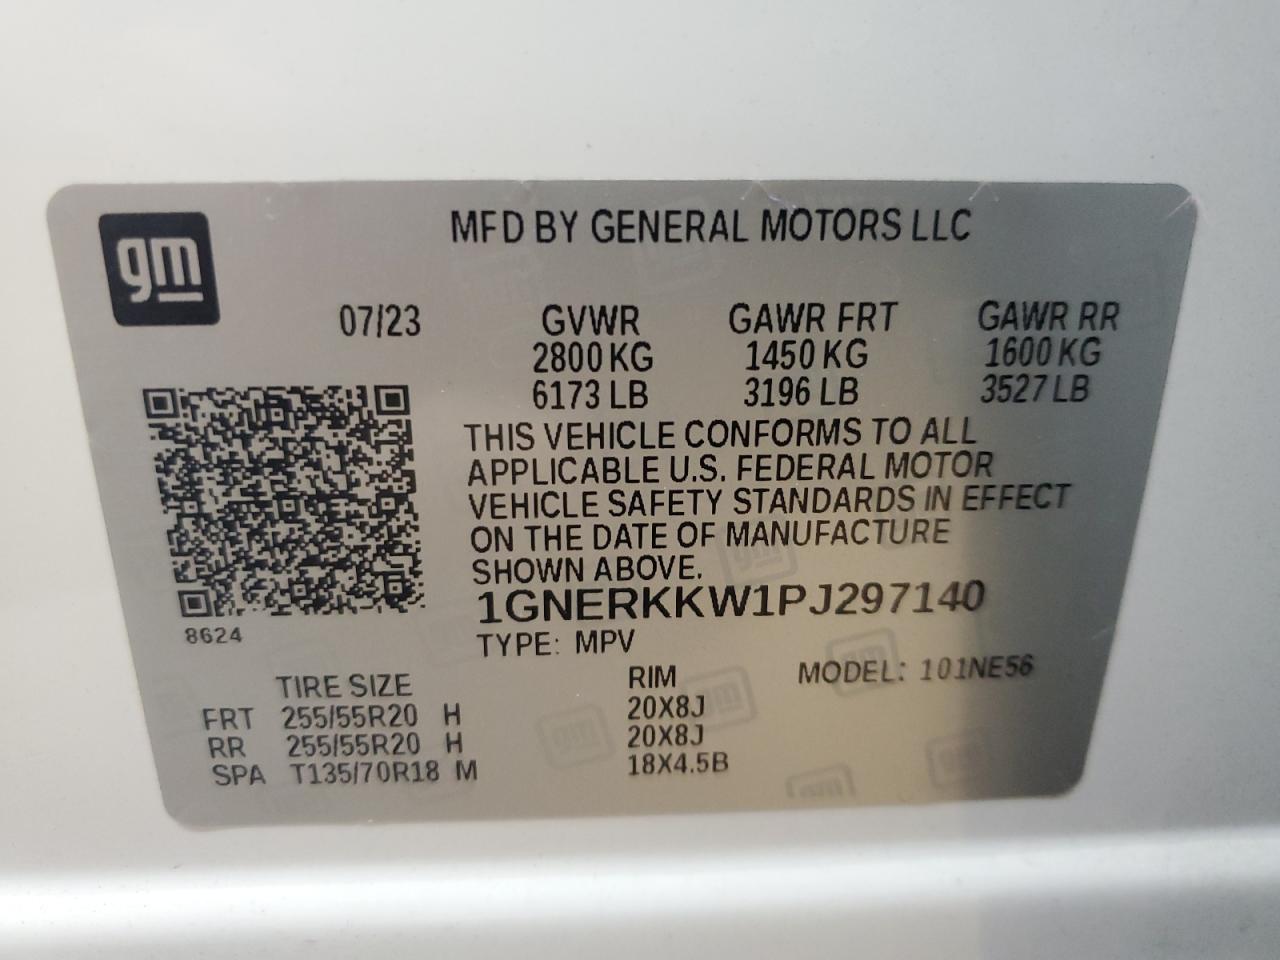 gm
MFD BY GENERAL MOTORS LLC
07/23 GVWR GAWR FRT GAWR RR
2800 KG 1450 KG 1600 KG
6173 LB 3196 LB 3527 LB
THIS VEHICLE CONFORMS TO ALL
APPLICABLE U.S. FEDERAL MOTOR
VEHICLE SAFETY STANDARDS IN EFFECT
ON THE DATE OF MANUFACTURE
SHOWN ABOVE.
1GNERKKW1PJ297140
8624
TYPE: MPV
MODEL: 101NE56
TIRE SIZE RIM
FRT 255/55R20 H 20X8J
RR 255/55R20 H 20X8J
SPA T135/70R18 M 18X4.5B